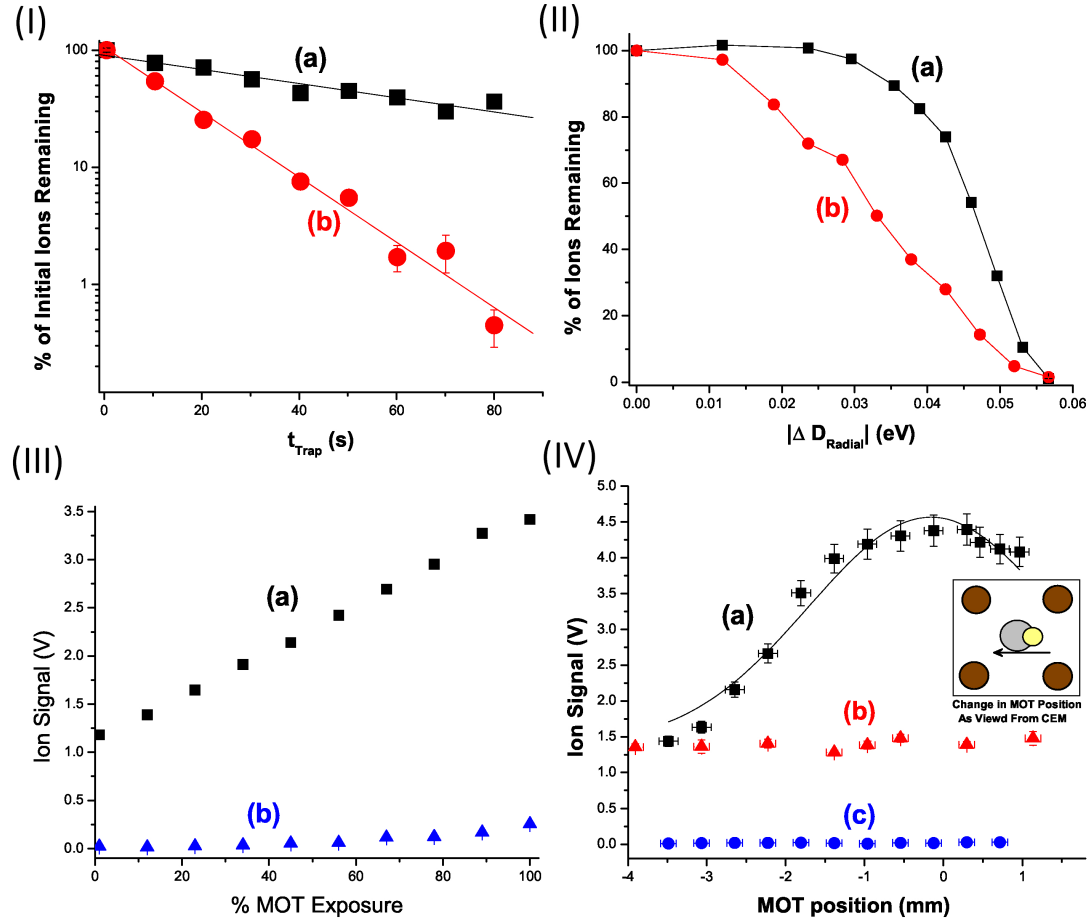 (I)
(a)
(b)
% of Initial Ions Remaining
100
10
1
0
20
40
60
80
t_Trap (s)
(II)
(a)
(b)
% of Ions Remaining
100
80
60
40
20
0
0.00
0.01
0.02
0.03
0.04
0.05
0.06
|Δ D_Radial| (eV)
(III)
(a)
(b)
Ion Signal (V)
3.5
3.0
2.5
2.0
1.5
1.0
0.5
0.0
0
20
40
60
80
100
% MOT Exposure
(IV)
(a)
(b)
(c)
Ion Signal (V)
5.0
4.5
4.0
3.5
3.0
2.5
2.0
1.5
1.0
0.5
0.0
-4
-3
-2
-1
0
1
MOT position (mm)
Change in MOT Position
As Viewd From CEM